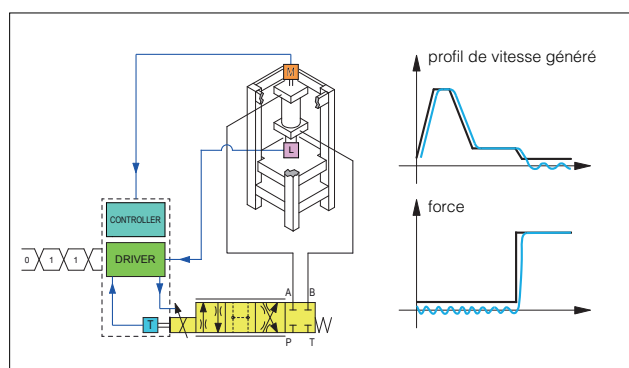 M
profil de vitesse généré
L
CONTROLLER
force
0 1 1
DRIVER
A B
T
P T